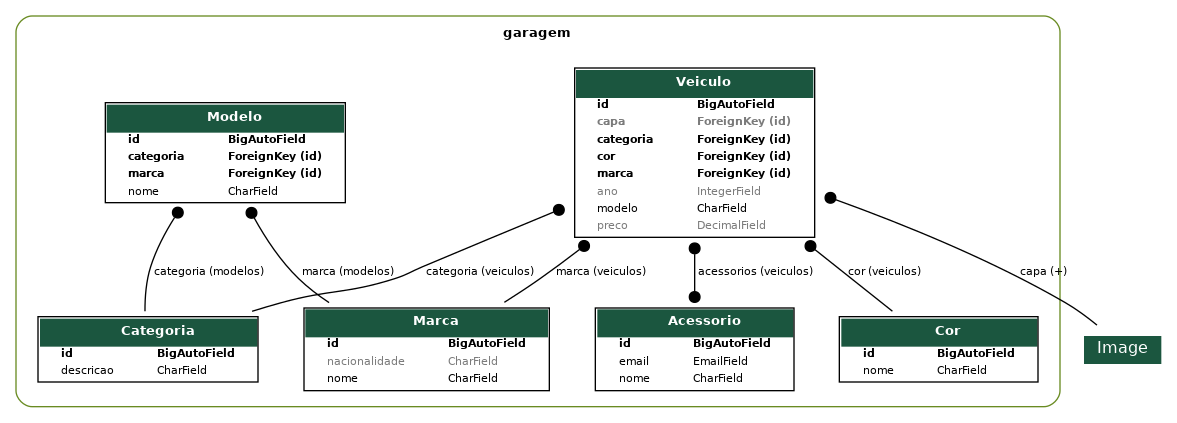 garagem
Modelo
id BigAutoField
categoria ForeignKey (id)
marca ForeignKey (id)
nome CharField
Veiculo
id BigAutoField
capa ForeignKey (id)
categoria ForeignKey (id)
cor ForeignKey (id)
marca ForeignKey (id)
ano IntegerField
modelo CharField
preco DecimalField
categoria (modelos)
marca (modelos)
categoria (veiculos)
marca (veiculos)
acessorios (veiculos)
cor (veiculos)
capa (+)
Categoria
id BigAutoField
descricao CharField
Marca
id BigAutoField
nacionalidade CharField
nome CharField
Acessorio
id BigAutoField
email EmailField
nome CharField
Cor
id BigAutoField
nome CharField
Image